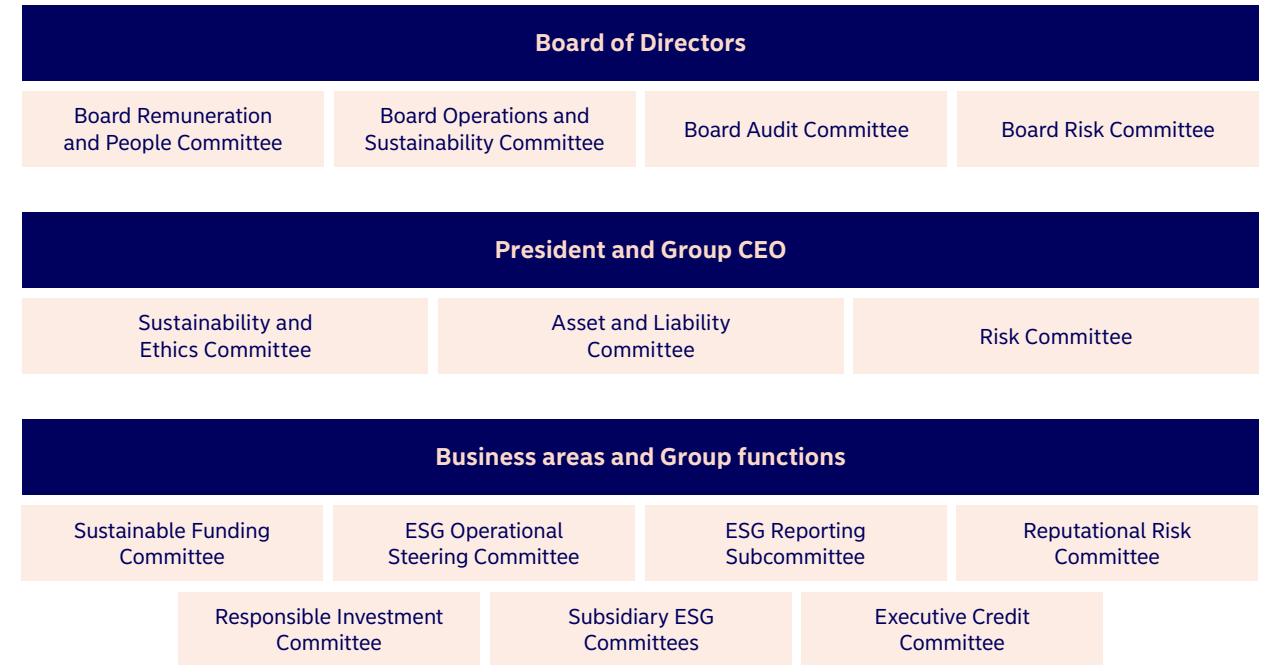 Board of Directors
Board Remuneration
and People Committee
Board Operations and
Sustainability Committee
Board Audit Committee
Board Risk Committee
President and Group CEO
Sustainability and
Ethics Committee
Asset and Liability
Committee
Risk Committee
Business areas and Group functions
Sustainable Funding
Committee
ESG Operational
Steering Committee
ESG Reporting
Subcommittee
Reputational Risk
Committee
Responsible Investment
Committee
Subsidiary ESG
Committees
Executive Credit
Committee